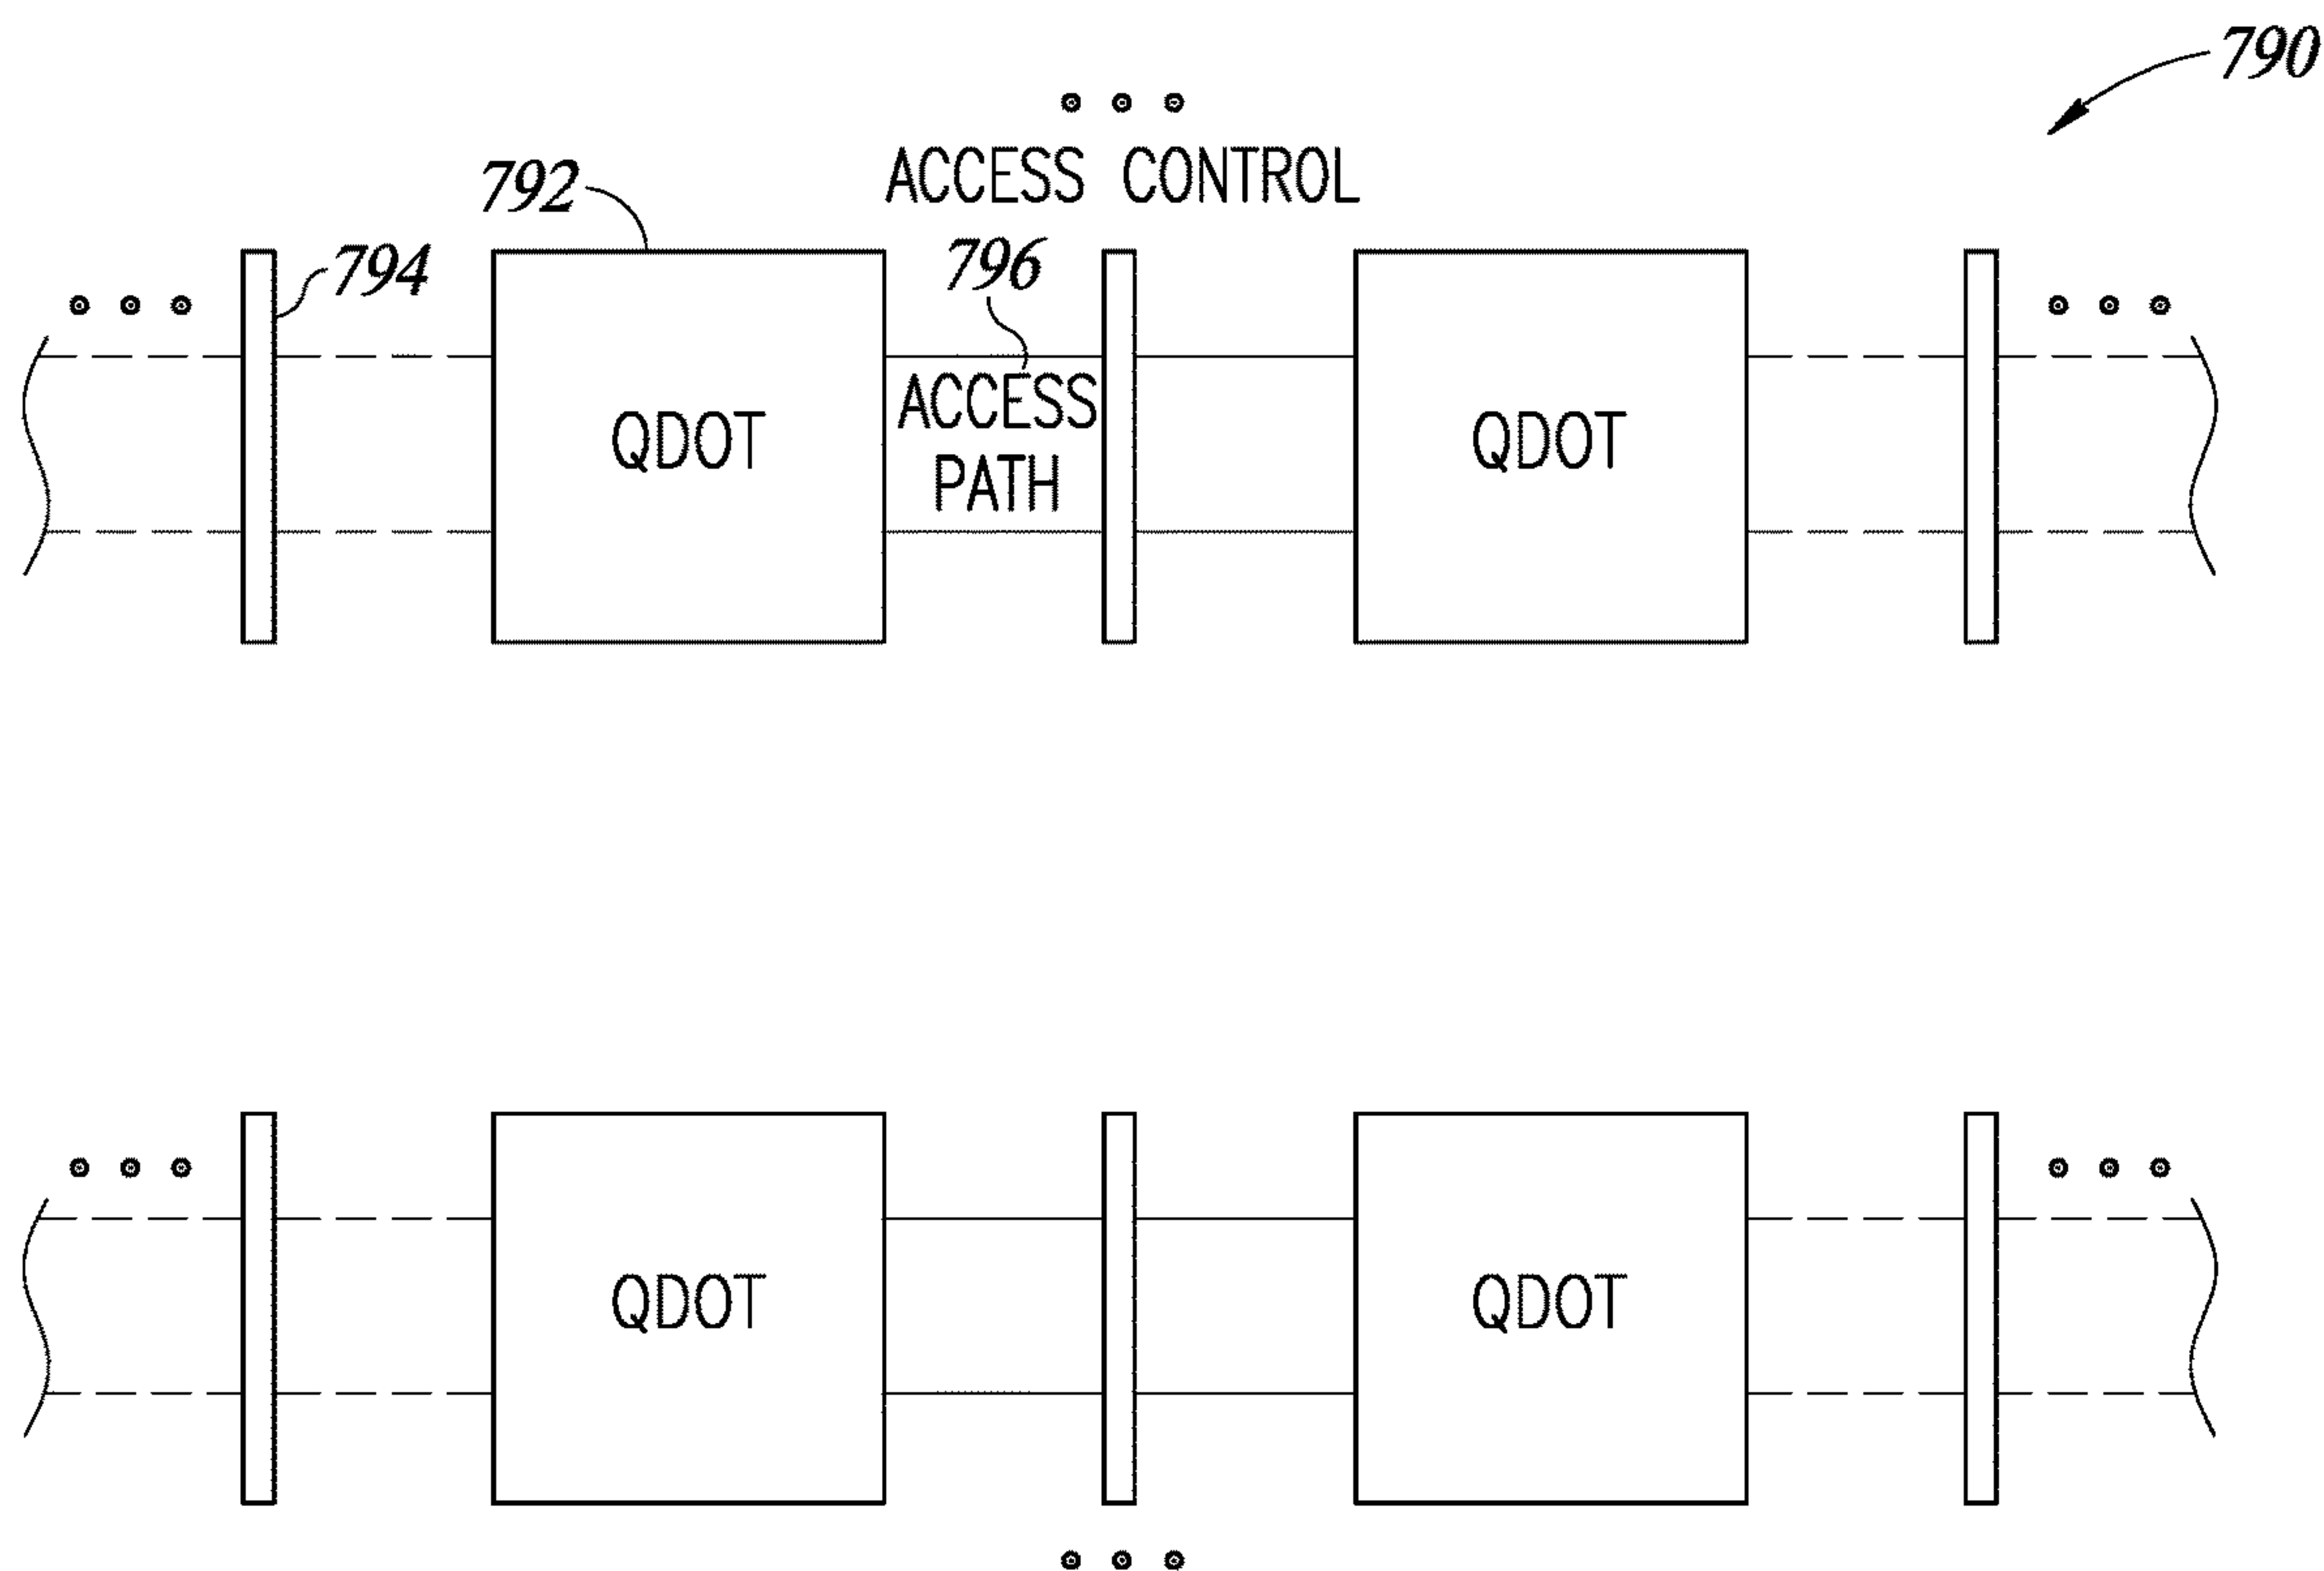 790
ACCESS CONTROL
792
794
796
QDOT
ACCESS
PATH
QDOT
QDOT
QDOT